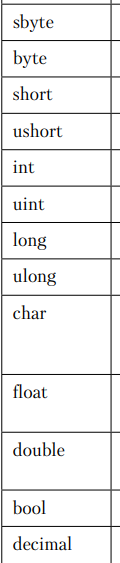 sbyte
byte
short
ushort
int
uint
long
ulong
char
float
double
bool
decimal